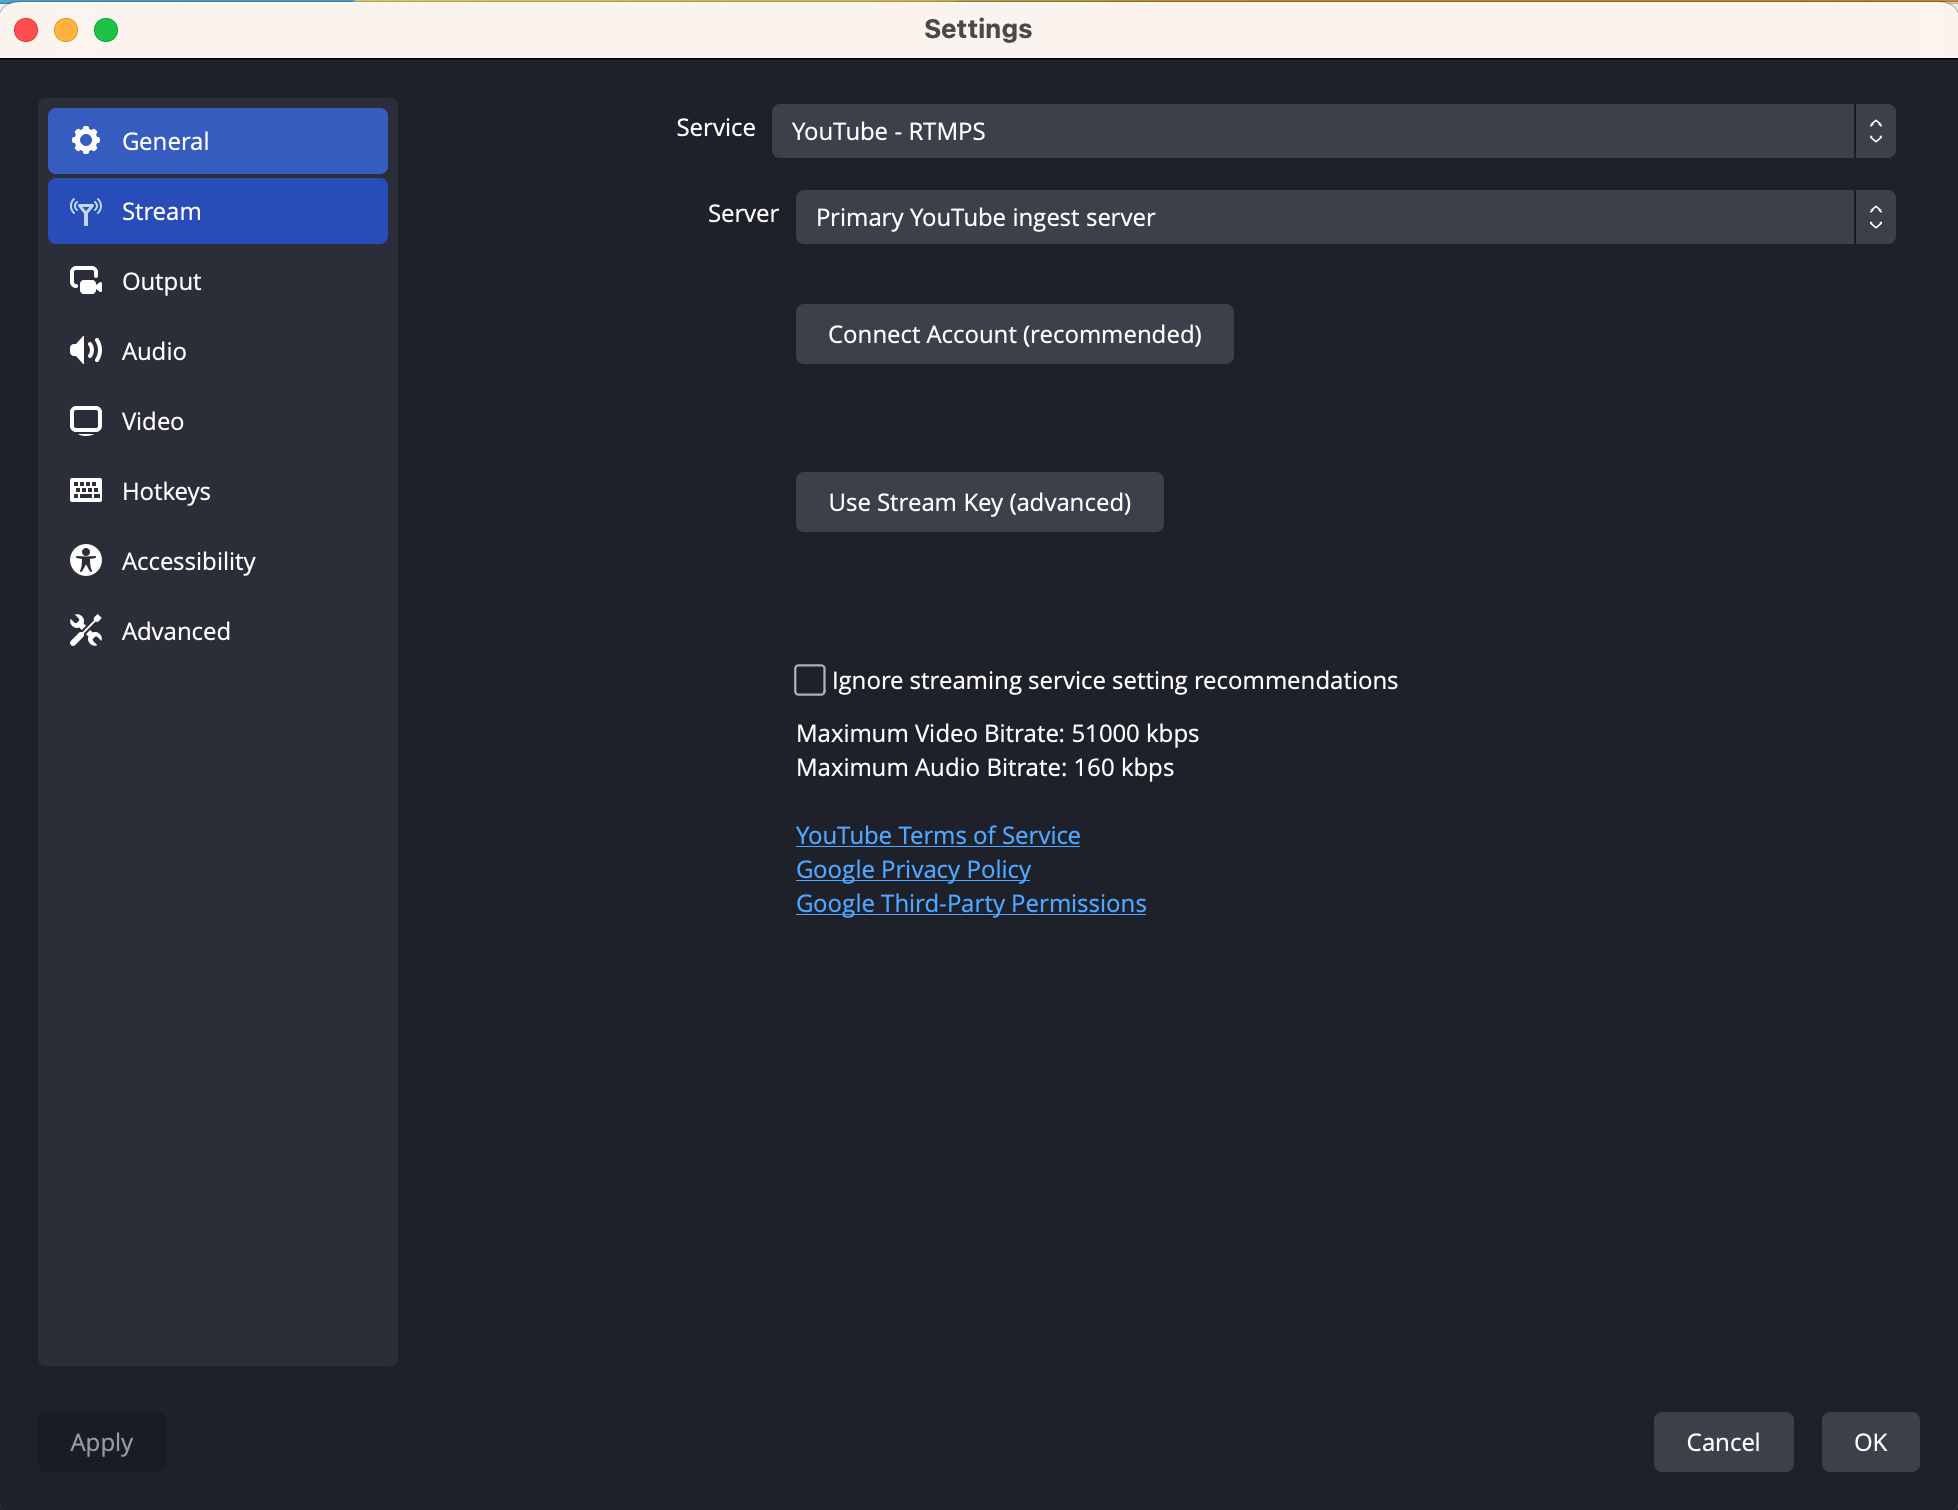 Settings
General
Stream
Output
Audio
Video
Hotkeys
Accessibility
Advanced
Service
YouTube - RTMPS
Server
Primary YouTube ingest server
Connect Account (recommended)
Use Stream Key (advanced)
Ignore streaming service setting recommendations
Maximum Video Bitrate: 51000 kbps
Maximum Audio Bitrate: 160 kbps
YouTube Terms of Service
Google Privacy Policy
Google Third-Party Permissions
Apply
Cancel
OK